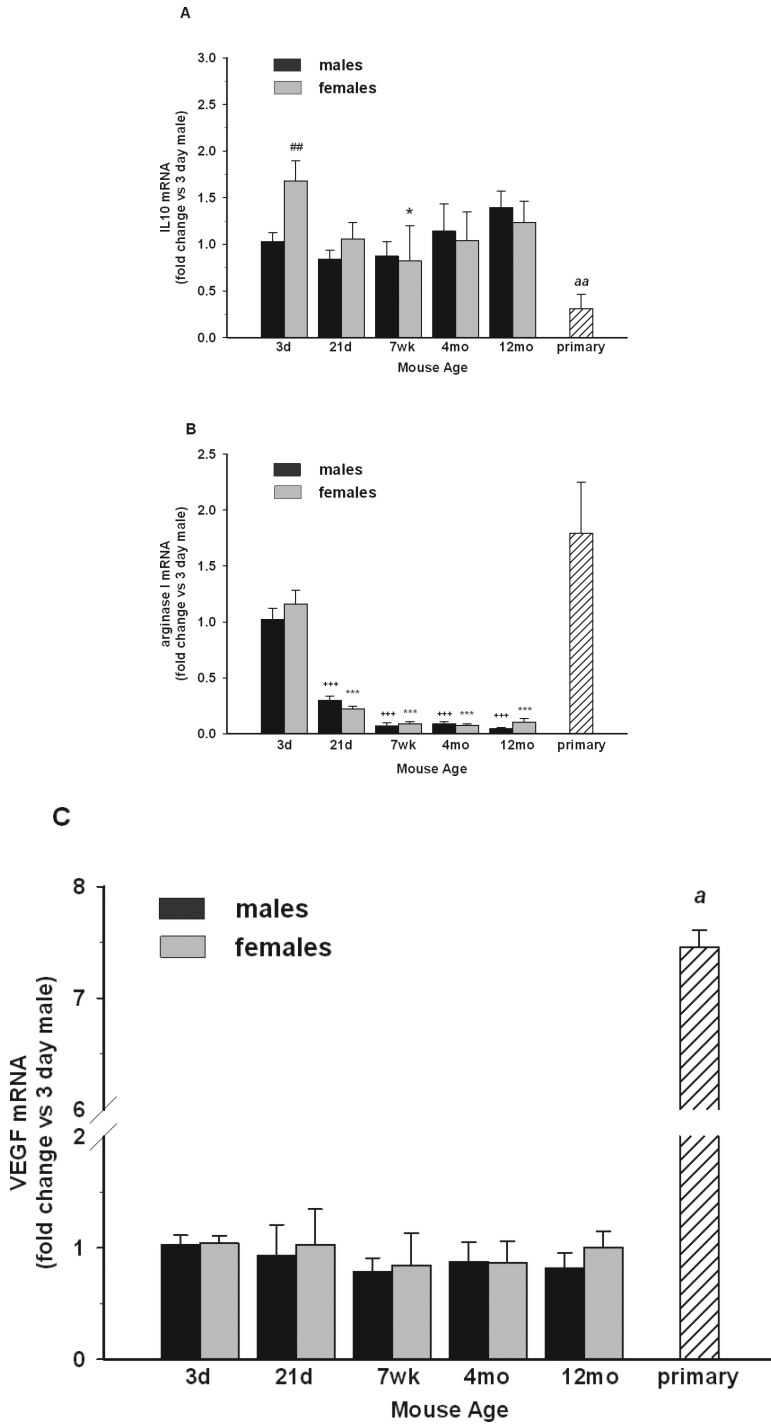 A
IL10 mRNA
(fold change vs 3 day male)
3.0
2.5
2.0
1.5
1.0
0.5
0.0
males
females
##
*
aa
3d 21d 7wk 4mo 12mo primary
Mouse Age
B
arginase I mRNA
(fold change vs 3 day male)
2.5
2.0
1.5
1.0
0.5
0.0
males
females
+++ *** +++ *** +++ *** +++ ***
3d 21d 7wk 4mo 12mo primary
Mouse Age
C
VEGF mRNA
(fold change vs 3 day male)
8
7
6
2
1
0
males
females
a
3d 21d 7wk 4mo 12mo primary
Mouse Age